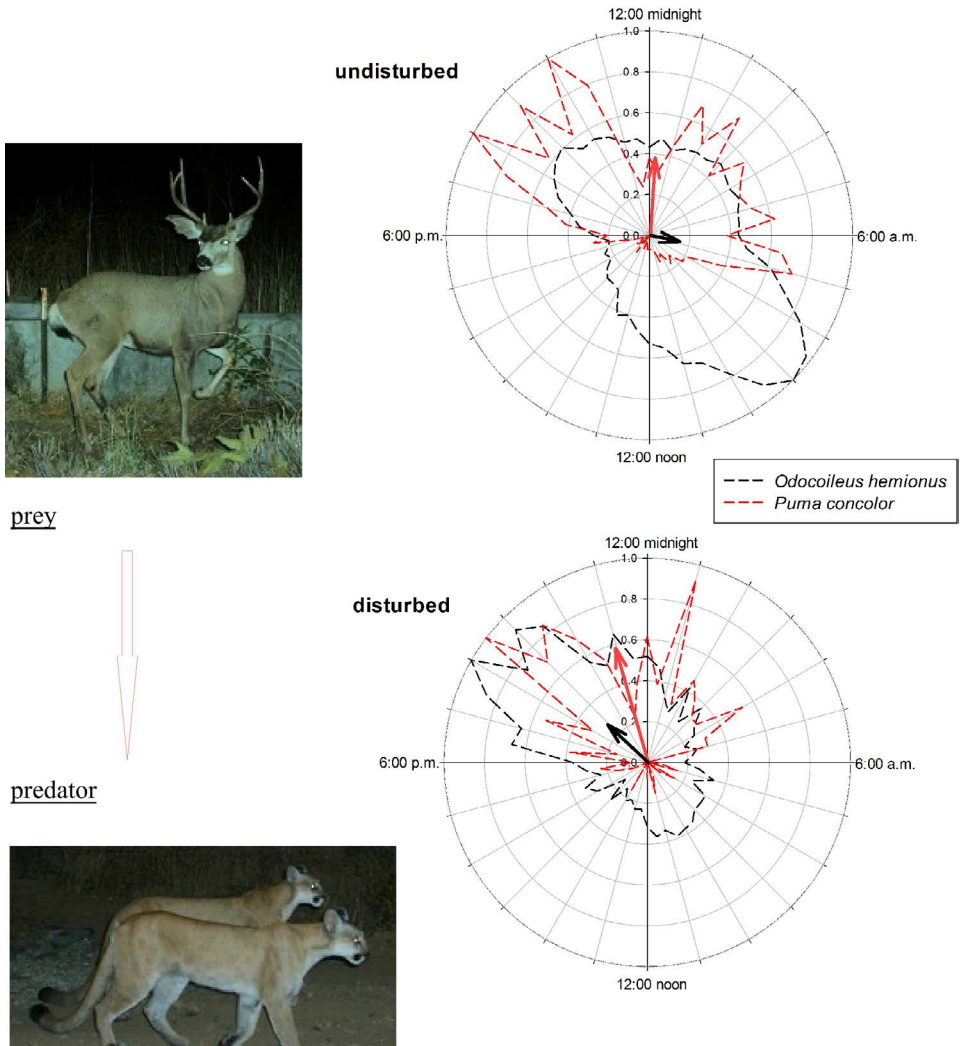 12:00 midnight
1.0
undisturbed
0.8
0.6
0.4
0.2
6:00 p.m.
0.0
6:00 a.m.
12:00 noon
Odocoileus hemionus
Puma concolor
prey
12:00 midnight
1.0
disturbed
0.8
0.6
0.4
0.2
6:00 p.m.
0.0
6:00 a.m.
predator
12:00 noon